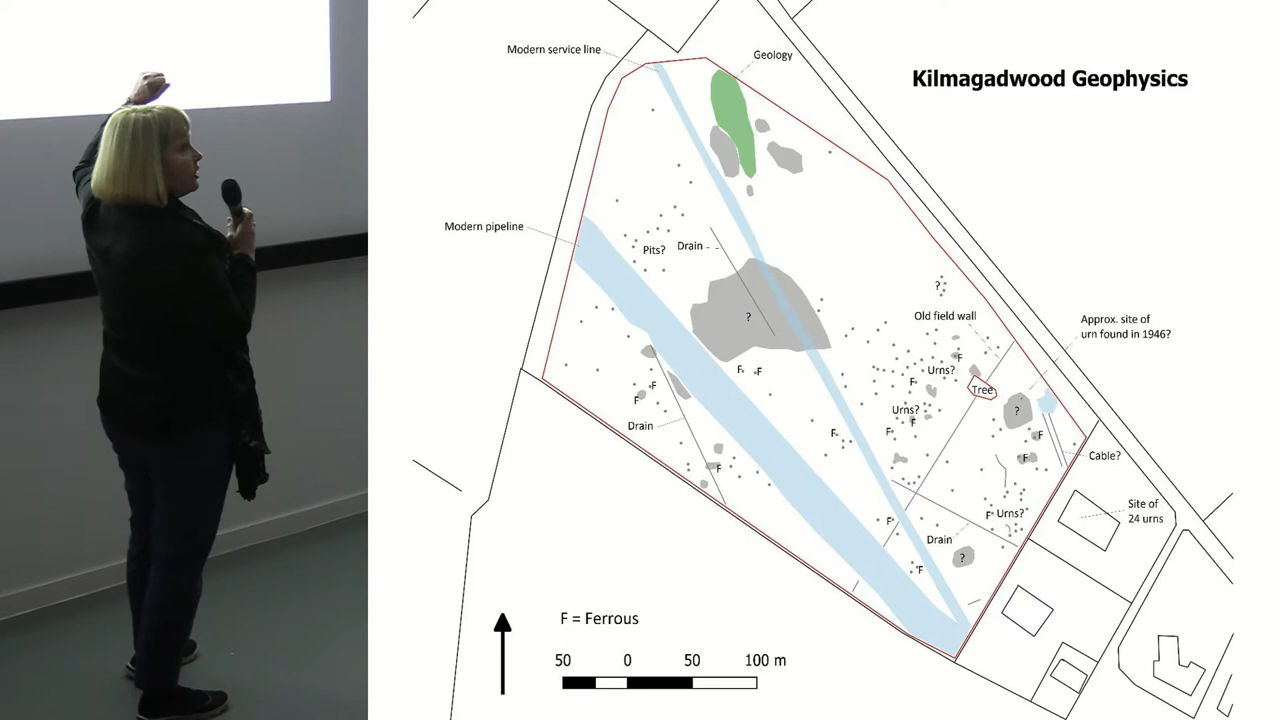 Kilmagadwood Geophysics
Modern service line
Geology
Modern pipeline
Pits?
Drain
?
?
Old field wall
Approx. site of
urn found in 1946?
F
Urns?
F
Tree
F
F
F
F
Urns?
F
?
Drain
F
F
F
Cable?
F
F
Site of
24 urns
F
F
Urns?
Drain
?
F
F = Ferrous
50
0
50
100 m